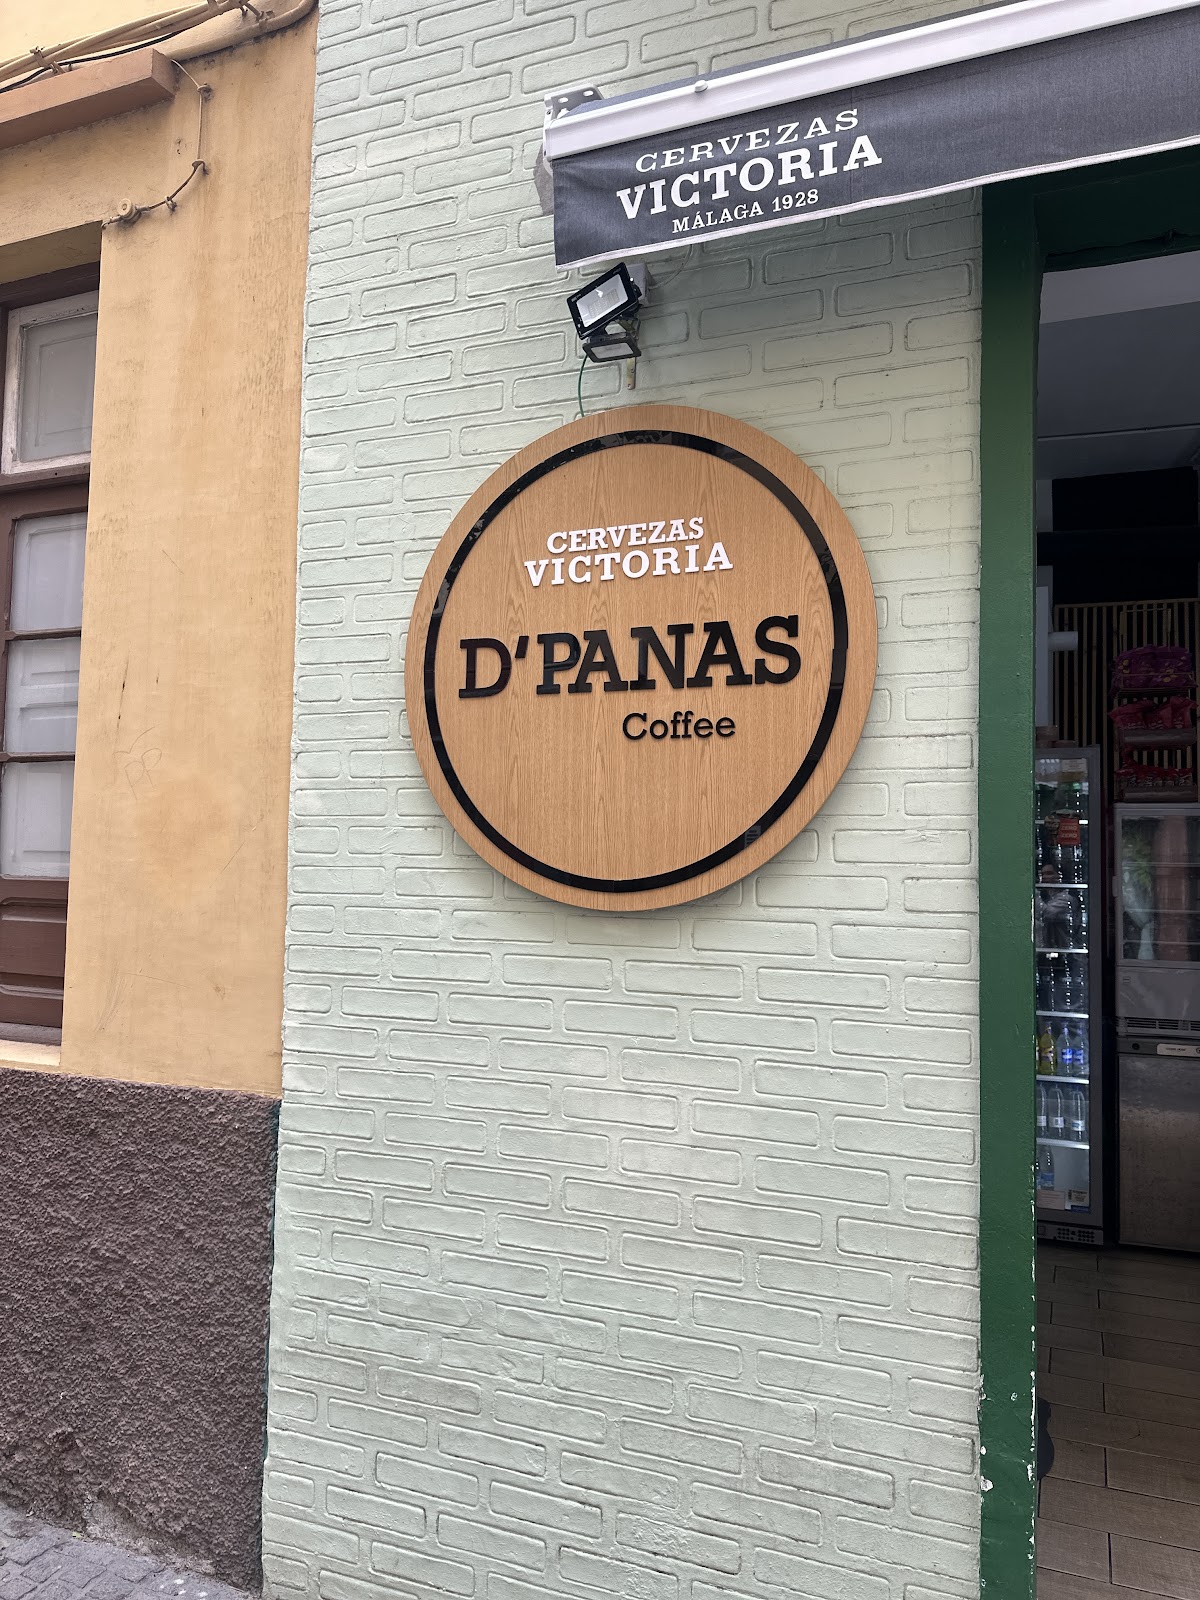 CERVEZAS
VICTORIA
MÁLAGA 1928
CERVEZAS
VICTORIA
D'PANAS
Coffee